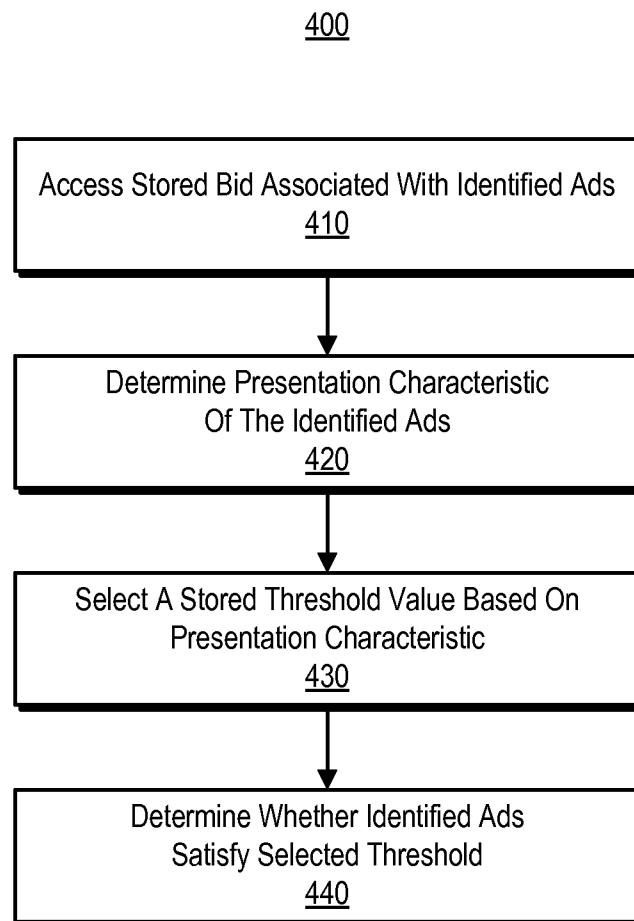 400
Access Stored Bid Associated With Identified Ads
410
Determine Presentation Characteristic
Of The Identified Ads
420
Select A Stored Threshold Value Based On
Presentation Characteristic
430
Determine Whether Identified Ads
Satisfy Selected Threshold
440